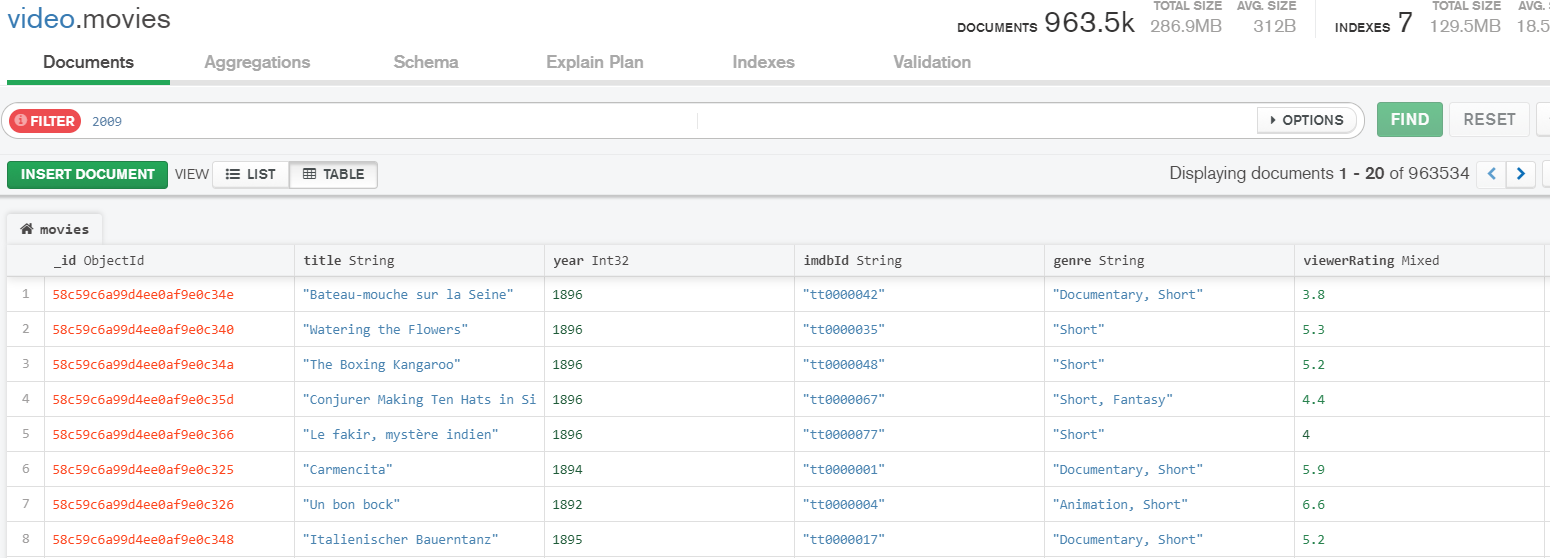 video.movies
DOCUMENTS 963.5k TOTAL SIZE 286.9MB AVG. SIZE 312B INDEXES 7 TOTAL SIZE 129.5MB AVG. 18.5
Documents Aggregations Schema Explain Plan Indexes Validation
FILTER 2009 OPTIONS FIND RESET
INSERT DOCUMENT VIEW LIST TABLE Displaying documents 1 - 20 of 963534
movies
_id ObjectId title String year Int32 imdbId String genre String viewerRating Mixed
1 58c59c6a99d4ee0af9e0c34e "Bateau-mouche sur la Seine" 1896 "tt0000042" "Documentary, Short" 3.8
2 58c59c6a99d4ee0af9e0c340 "Watering the Flowers" 1896 "tt0000035" "Short" 5.3
3 58c59c6a99d4ee0af9e0c34a "The Boxing Kangaroo" 1896 "tt0000048" "Short" 5.2
4 58c59c6a99d4ee0af9e0c35d "Conjurer Making Ten Hats in Si 1896 "tt0000067" "Short, Fantasy" 4.4
5 58c59c6a99d4ee0af9e0c366 "Le fakir, mystère indien" 1896 "tt0000077" "Short" 4
6 58c59c6a99d4ee0af9e0c325 "Carmencita" 1894 "tt0000001" "Documentary, Short" 5.9
7 58c59c6a99d4ee0af9e0c326 "Un bon bock" 1892 "tt0000004" "Animation, Short" 6.6
8 58c59c6a99d4ee0af9e0c348 "Italienischer Bauerntanz" 1895 "tt0000017" "Documentary, Short" 5.2